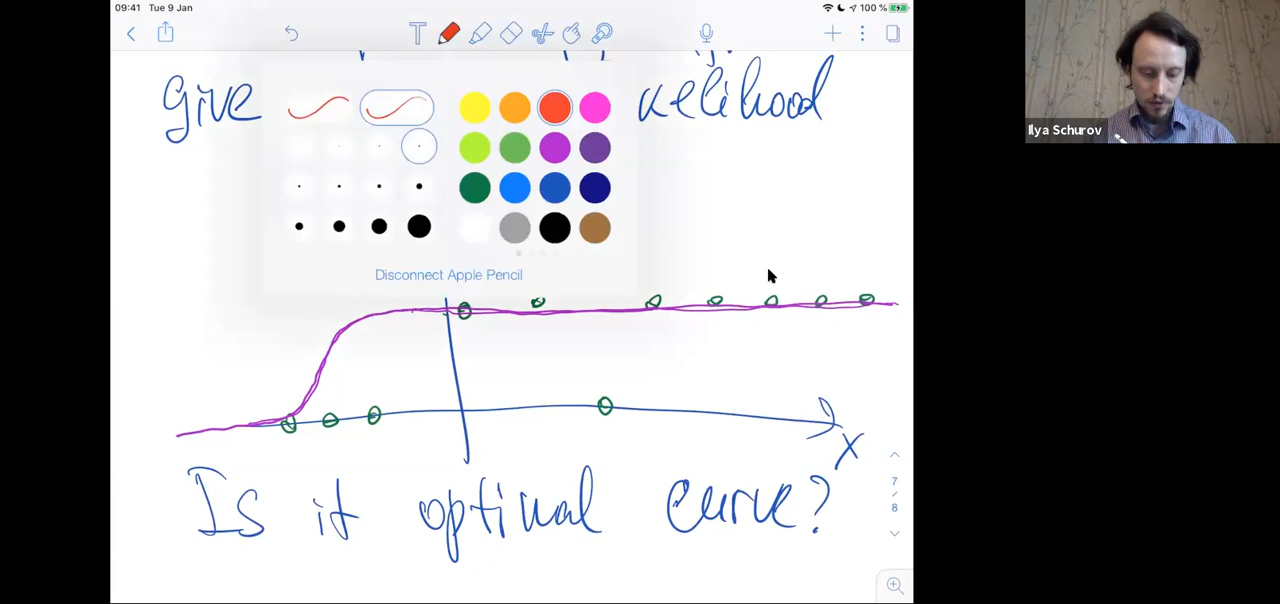 09:41 Tue 9 Jan
100 %
T
Give
kelihood
Ilya Schurov
Disconnect Apple Pencil
X
7
/
8
Is it optimal curve?